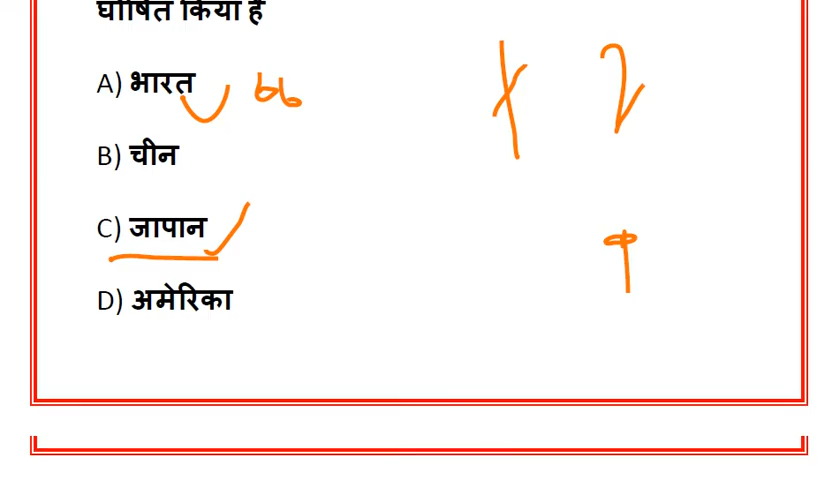 घोषित किया है
A) भारत
B) चीन
C) जापान
D) अमेरिका